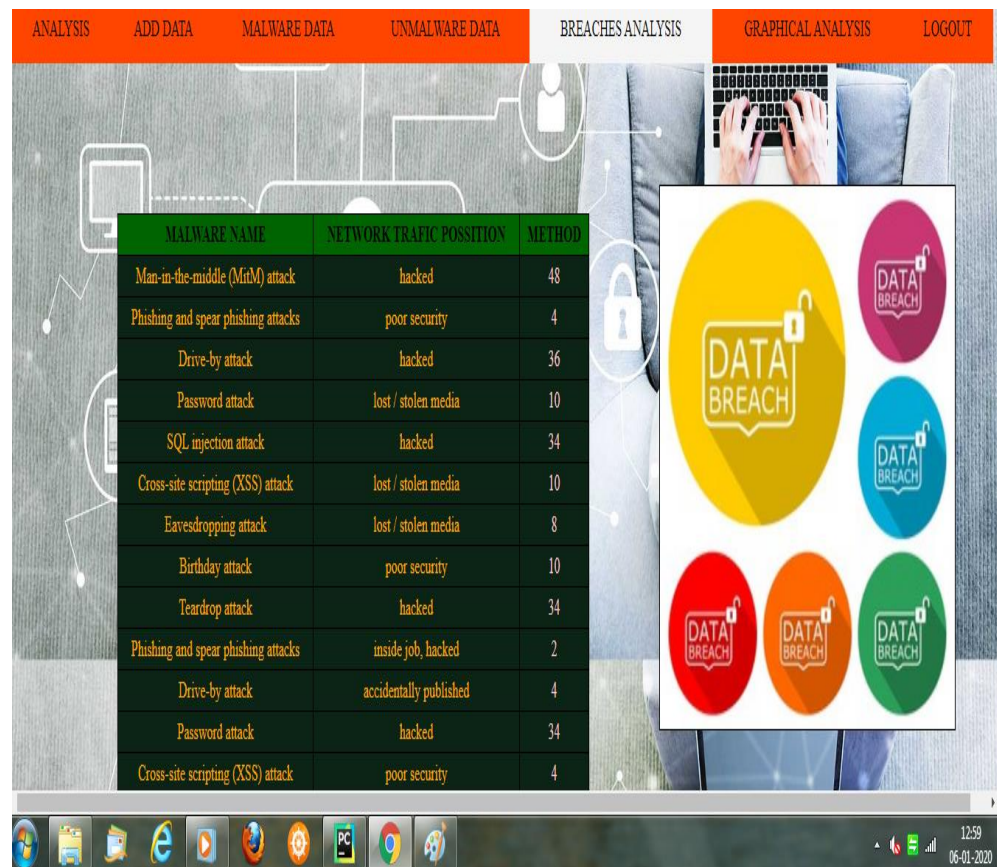 ANALYSIS ADD DATA MALWARE DATA UNMALWARE DATA BREACHES ANALYSIS GRAPHICAL ANALYSIS LOGOUT
MALWARE NAME NETWORK TRAFIC POSSITION METHOD
Man-in-the-middle (MitM) attack hacked 48
Phishing and spear phishing attacks poor security 4
Drive-by attack hacked 36
Password attack lost / stolen media 10
SQL injection attack hacked 34
Cross-site scripting (XSS) attack lost / stolen media 10
Eavesdropping attack lost / stolen media 8
Birthday attack poor security 10
Teardrop attack hacked 34
Phishing and spear phishing attacks inside job, hacked 2
Drive-by attack accidentally published 4
Password attack hacked 34
Cross-site scripting (XSS) attack poor security 4
DATA
BREACH
DATA
BREACH
DATA
BREACH
DATA
BREACH
DATA
BREACH
DATA
BREACH
PC
12:59
06-01-2020